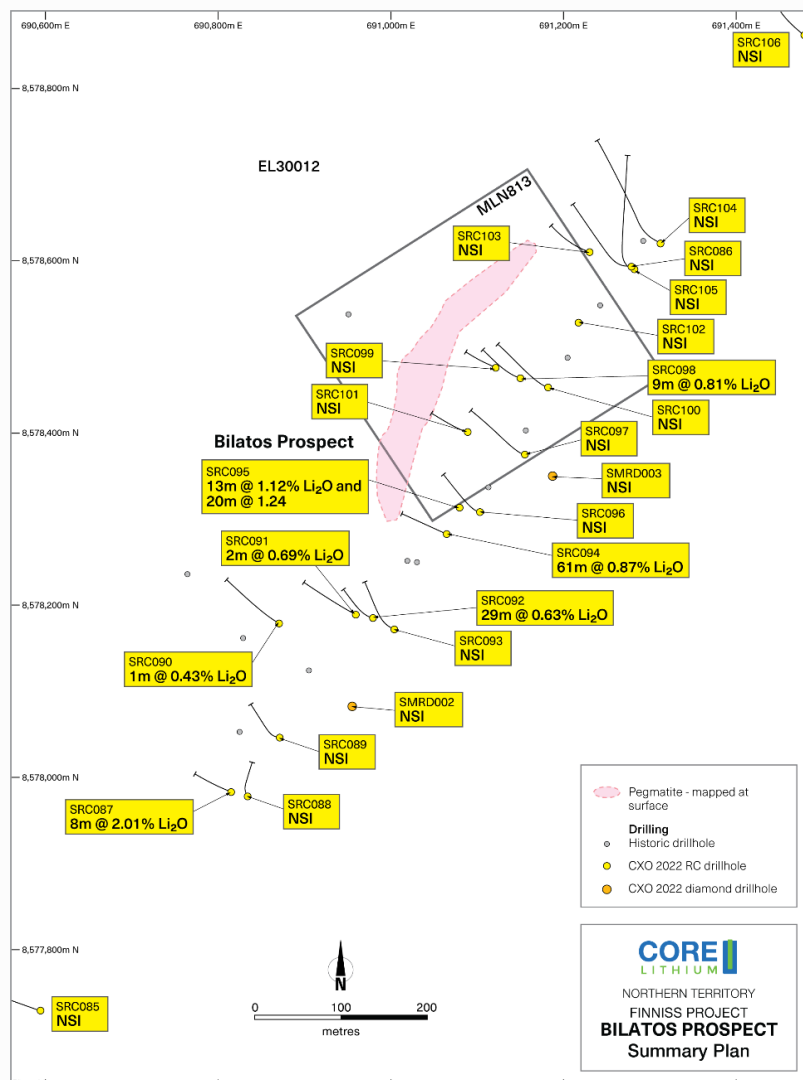 690,600m E
690,800m E
691,000m E
691,200m E
691,400m E
SRC106
NSI
8,578,800m N
EL30012
MLN813
SRC104
NSI
SRC103
NSI
8,578,600m N
SRC086
NSI
SRC105
NSI
SRC102
NSI
SRC099
NSI
SRC098
9m @ 0.81% Li₂O
SRC101
NSI
SRC100
NSI
8,578,400m N
Bilatos Prospect
SRC097
NSI
SRC095
13m @ 1.12% Li₂O and
20m @ 1.24
SMRD003
NSI
SRC096
NSI
SRC091
2m @ 0.69% Li₂O
SRC094
61m @ 0.87% Li₂O
8,578,200m N
SRC092
29m @ 0.63% Li₂O
SRC093
NSI
SRC090
1m @ 0.43% Li₂O
SMRD002
NSI
SRC089
NSI
8,578,000m N
SRC087
8m @ 2.01% Li₂O
SRC088
NSI
Pegmatite - mapped at
surface
Drilling
Historic drillhole
CXO 2022 RC drillhole
CXO 2022 diamond drillhole
8,577,800m N
SRC085
NSI
N
0 100 200
metres
CORE
LITHIUM
NORTHERN TERRITORY
FINNISS PROJECT
BILATOS PROSPECT
Summary Plan